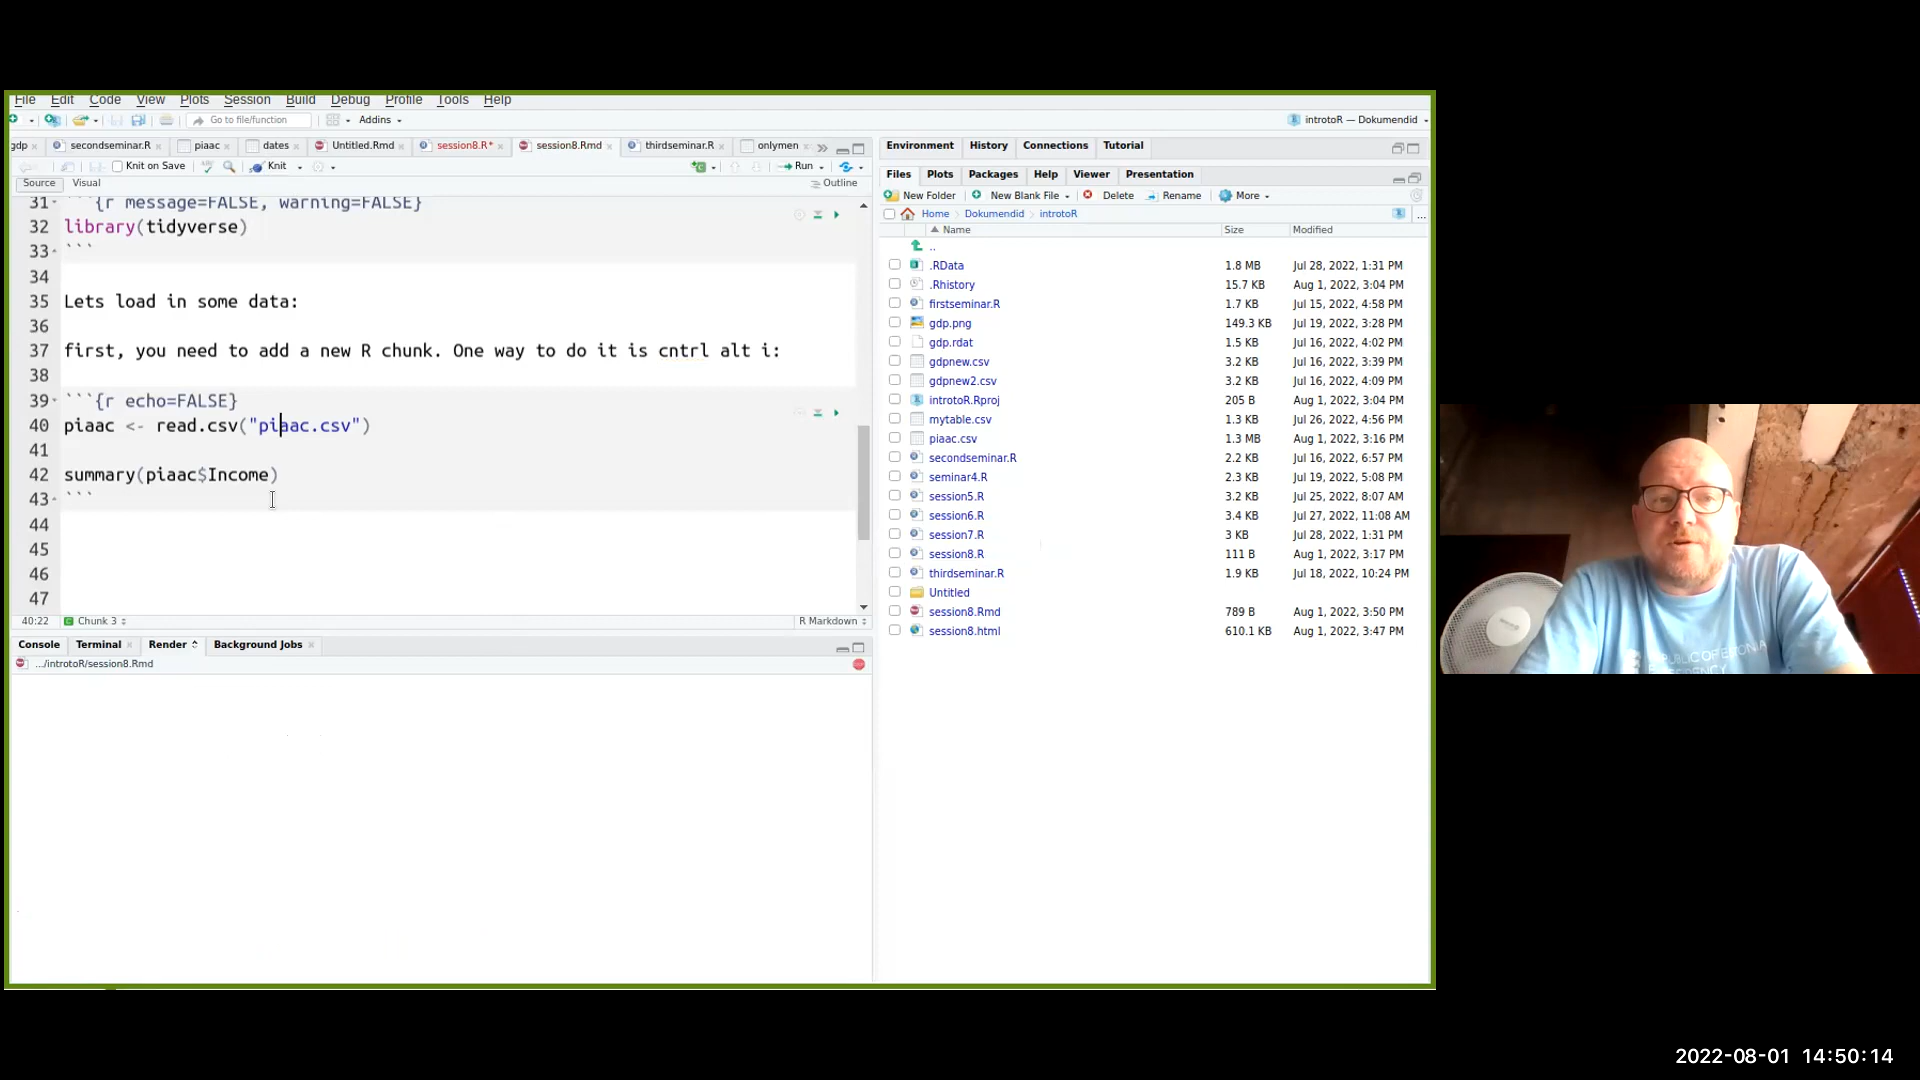 File Edit Code View Plots Session Build Debug Profile Tools Help
Go to file/function Addins introtoR — Dokumendid
gdp secondseminar.R piaac dates Untitled.Rmd session8.R* session8.Rmd thirdseminar.R onlymen
Knit on Save Knit Run
Source Visual Outline
31 ```{r message=FALSE, warning=FALSE}
32 library(tidyverse)
33 ```
34
35 Lets load in some data:
36
37 first, you need to add a new R chunk. One way to do it is cntrl alt i:
38
39 ```{r echo=FALSE}
40 piaac <- read.csv("piaac.csv")
41
42 summary(piaac$Income)
43 ```
44
45
46
47
40:22 Chunk 3 R Markdown
Console Terminal Render Background Jobs
.../introtoR/session8.Rmd
Environment History Connections Tutorial
Files Plots Packages Help Viewer Presentation
New Folder New Blank File Delete Rename More
Home Dokumendid introtoR ...
Name Size Modified
..
.RData 1.8 MB Jul 28, 2022, 1:31 PM
.Rhistory 15.7 KB Aug 1, 2022, 3:04 PM
firstseminar.R 1.7 KB Jul 15, 2022, 4:58 PM
gdp.png 149.3 KB Jul 19, 2022, 3:28 PM
gdp.rdat 1.5 KB Jul 16, 2022, 4:02 PM
gdpnew.csv 3.2 KB Jul 16, 2022, 3:39 PM
gdpnew2.csv 3.2 KB Jul 16, 2022, 4:09 PM
introtoR.Rproj 205 B Aug 1, 2022, 3:04 PM
mytable.csv 1.3 KB Jul 26, 2022, 4:56 PM
piaac.csv 1.3 MB Aug 1, 2022, 3:16 PM
secondseminar.R 2.2 KB Jul 16, 2022, 6:57 PM
seminar4.R 2.3 KB Jul 19, 2022, 5:08 PM
session5.R 3.2 KB Jul 25, 2022, 8:07 AM
session6.R 3.4 KB Jul 27, 2022, 11:08 AM
session7.R 3 KB Jul 28, 2022, 1:31 PM
session8.R 111 B Aug 1, 2022, 3:17 PM
thirdseminar.R 1.9 KB Jul 18, 2022, 10:24 PM
Untitled
session8.Rmd 789 B Aug 1, 2022, 3:50 PM
session8.html 610.1 KB Aug 1, 2022, 3:47 PM
2022-08-01 14:50:14